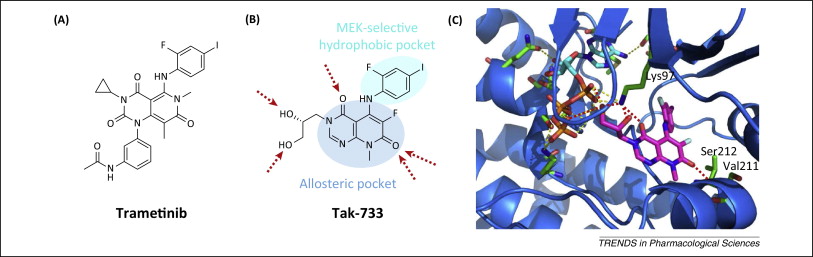 (A)
F
I
NH
O
N
N
O
N
N
O
O
N
H
Trametinib
(B)
MEK-selective
hydrophobic pocket
F
I
O
HN
HO
N
F
HO
N
N
O
Allosteric pocket
Tak-733
(C)
Lys97
Ser212
Val211
TRENDS in Pharmacological Sciences